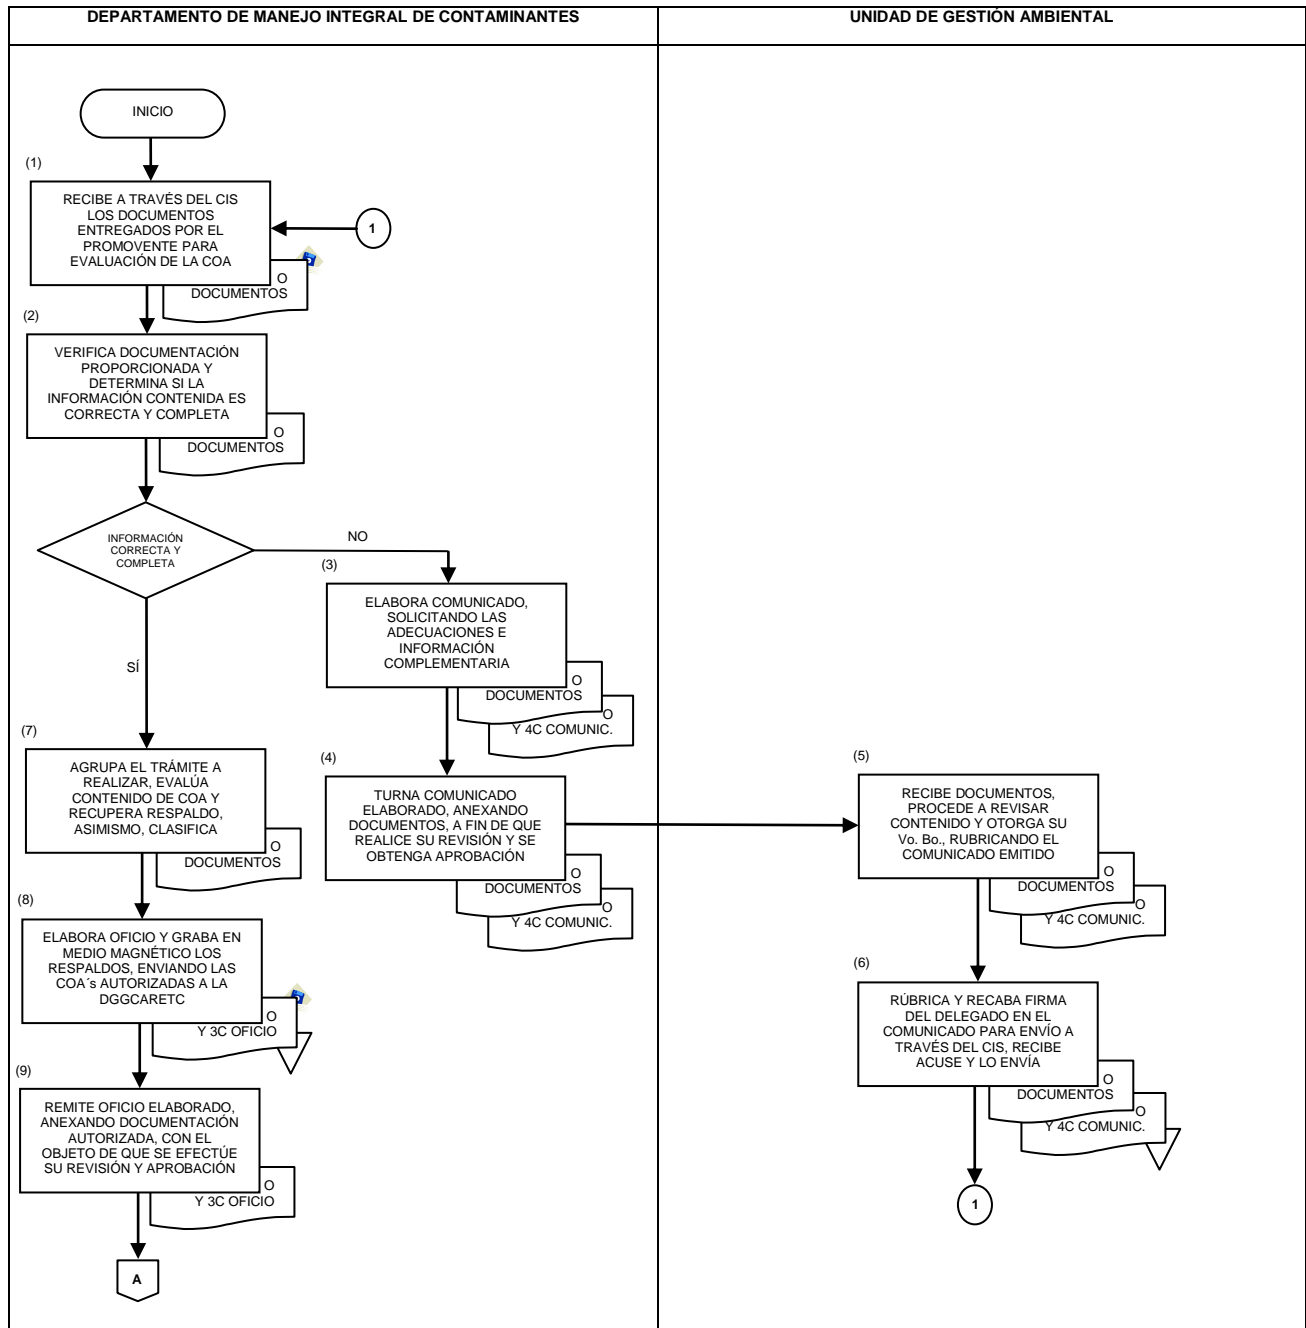 DEPARTAMENTO DE MANEJO INTEGRAL DE CONTAMINANTES
UNIDAD DE GESTIÓN AMBIENTAL
INICIO
(1)
RECIBE A TRAVÉS DEL CIS
LOS DOCUMENTOS
ENTREGADOS POR EL
PROMOVENTE PARA
EVALUACIÓN DE LA COA
1
O
DOCUMENTOS
(2)
VERIFICA DOCUMENTACIÓN
PROPORCIONADA Y
DETERMINA SI LA
INFORMACIÓN CONTENIDA ES
CORRECTA Y COMPLETA
O
DOCUMENTOS
INFORMACIÓN
CORRECTA Y
COMPLETA
NO
(3)
ELABORA COMUNICADO,
SOLICITANDO LAS
ADECUACIONES E
INFORMACIÓN
COMPLEMENTARIA
O
DOCUMENTOS
O
Y 4C COMUNIC.
SÍ
(4)
TURNA COMUNICADO
ELABORADO, ANEXANDO
DOCUMENTOS, A FIN DE QUE
REALICE SU REVISIÓN Y SE
OBTENGA APROBACIÓN
O
DOCUMENTOS
O
Y 4C COMUNIC.
(5)
RECIBE DOCUMENTOS,
PROCEDE A REVISAR
CONTENIDO Y OTORGA SU
Vo. Bo., RUBRICANDO EL
COMUNICADO EMITIDO
O
DOCUMENTOS
O
Y 4C COMUNIC.
(6)
RÚBRICA Y RECABA FIRMA
DEL DELEGADO EN EL
COMUNICADO PARA ENVÍO A
TRAVÉS DEL CIS, RECIBE
ACUSE Y LO ENVÍA
O
DOCUMENTOS
O
Y 4C COMUNIC.
1
(7)
AGRUPA EL TRÁMITE A
REALIZAR, EVALÚA
CONTENIDO DE COA Y
RECUPERA RESPALDO,
ASIMISMO, CLASIFICA
O
DOCUMENTOS
(8)
ELABORA OFICIO Y GRABA EN
MEDIO MAGNÉTICO LOS
RESPALDOS, ENVIANDO LAS
COA´s AUTORIZADAS A LA
DGGCARETC
O
Y 3C OFICIO
(9)
REMITE OFICIO ELABORADO,
ANEXANDO DOCUMENTACIÓN
AUTORIZADA, CON EL
OBJETO DE QUE SE EFECTÚE
SU REVISIÓN Y APROBACIÓN
O
Y 3C OFICIO
A